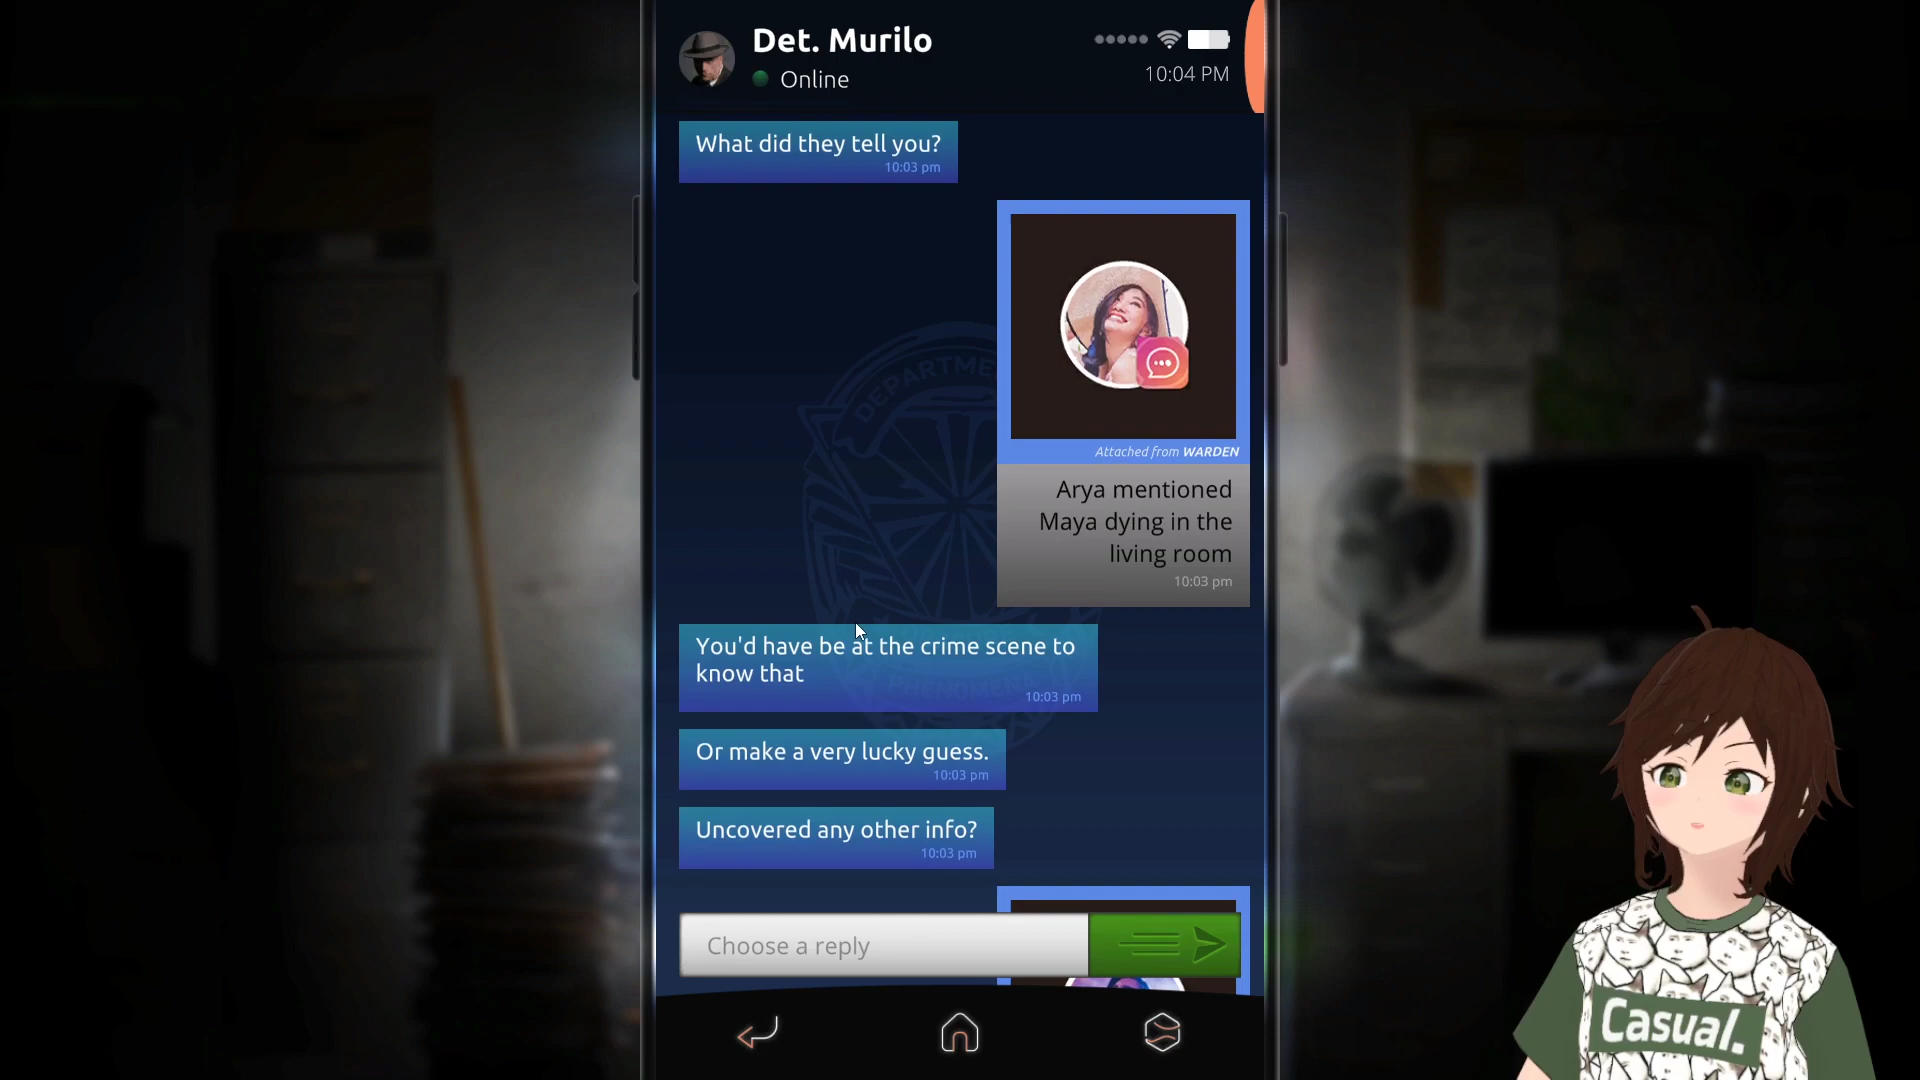 Det. Murilo
Online
10:04 PM
What did they tell you?
10:03 pm
Attached from WARDEN
Arya mentioned
Maya dying in the
living room
10:03 pm
You'd have be at the crime scene to
know that
10:03 pm
Or make a very lucky guess.
10:03 pm
Uncovered any other info?
10:03 pm
Choose a reply
DEPARTMEN
PHENOMENA
Casual.